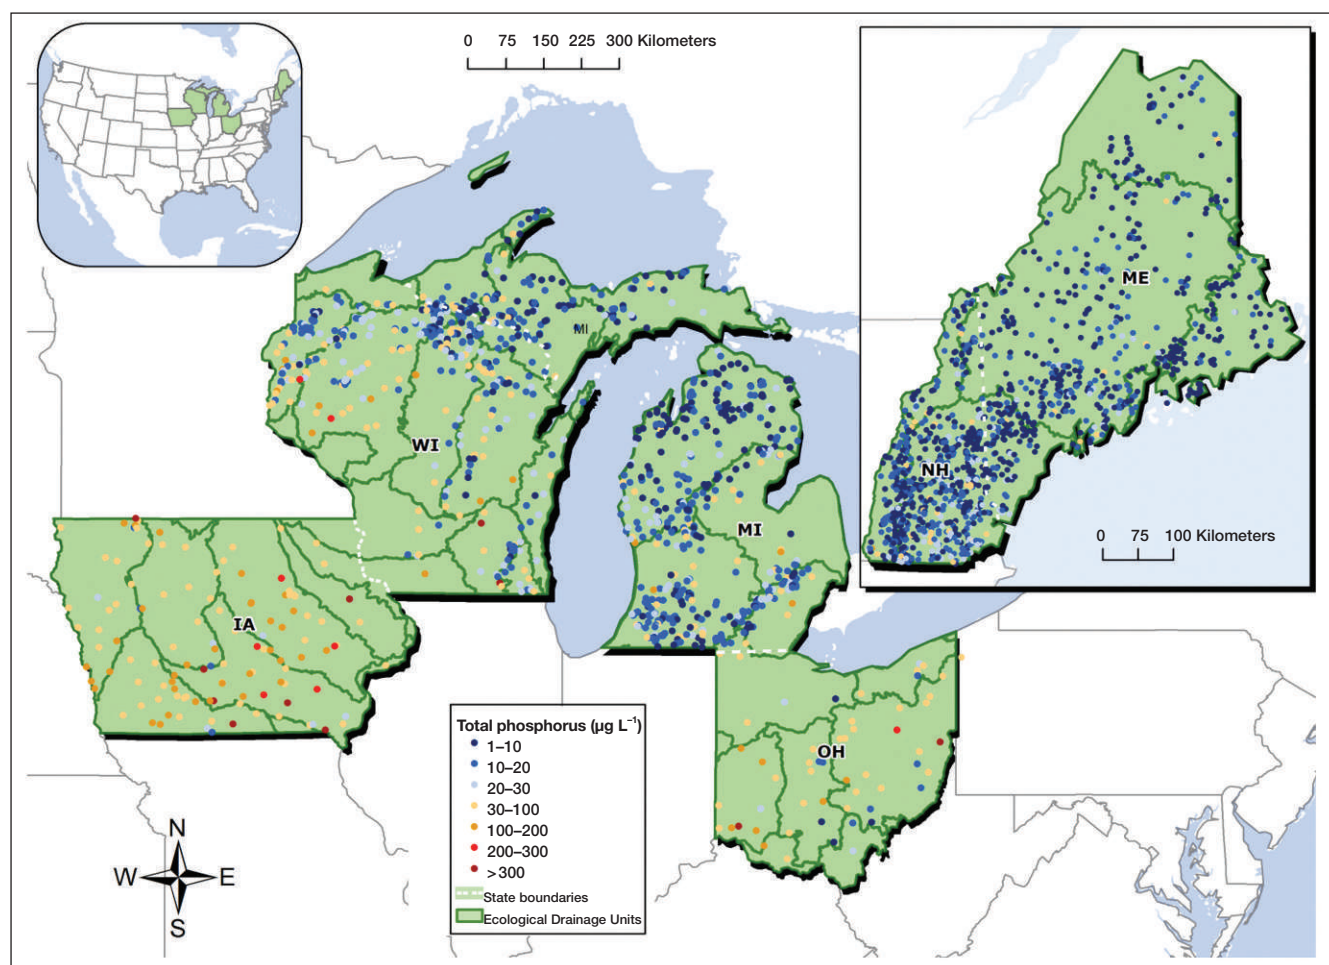 0 75 150 225 300 Kilometers
ME
MI
WI
NH
MI
0 75 100 Kilometers
IA
OH
Total phosphorus (µg L⁻¹)
1–10
10–20
20–30
30–100
100–200
200–300
>300
State boundaries
Ecological Drainage Units
N
W E
S